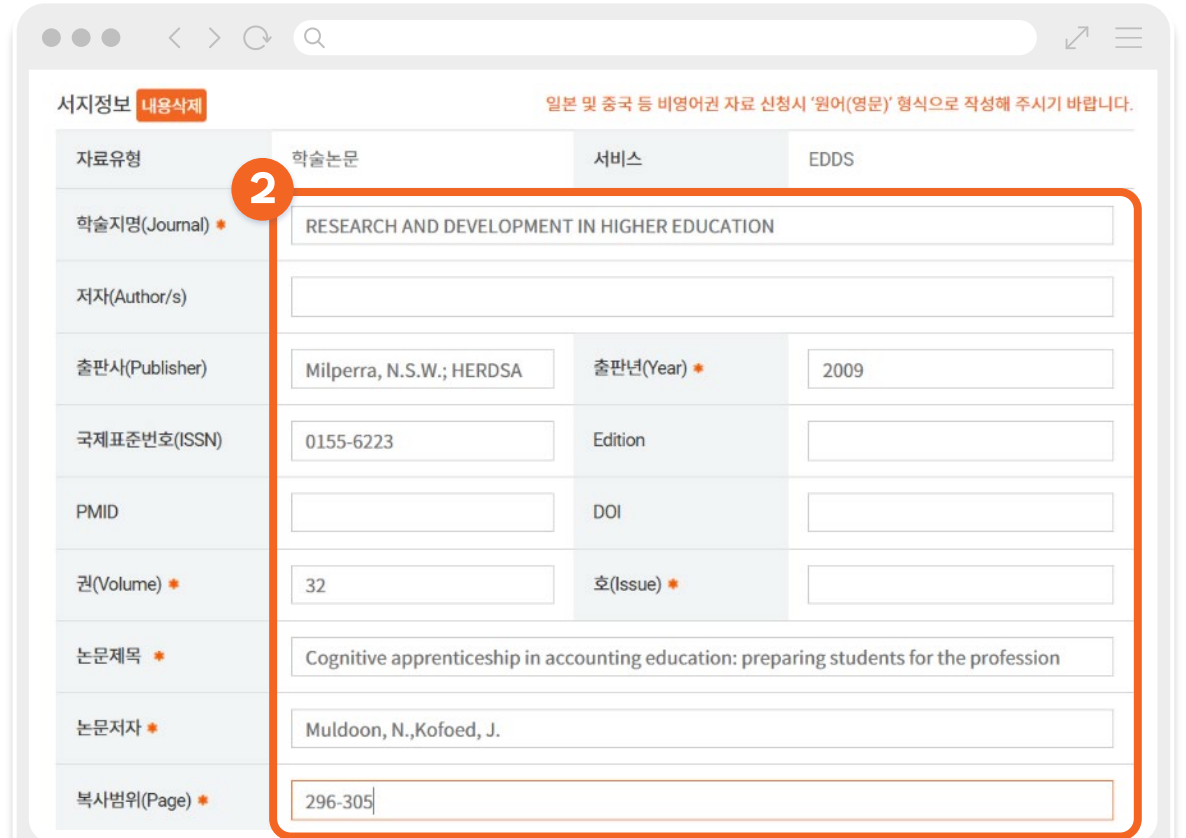 서지정보 내용삭제 일본 및 중국 등 비영어권 자료 신청시 '원어(영문)' 형식으로 작성해 주시기 바랍니다.
자료유형 학술논문 서비스 EDDS
2
학술지명(Journal) * RESEARCH AND DEVELOPMENT IN HIGHER EDUCATION
저자(Author/s)
출판사(Publisher) Milperra, N.S.W.; HERDSA 출판년(Year) * 2009
국제표준번호(ISSN) 0155-6223 Edition
PMID DOI
권(Volume) * 32 호(Issue) *
논문제목 * Cognitive apprenticeship in accounting education: preparing students for the profession
논문저자 * Muldoon, N.,Kofoed, J.
복사범위(Page) * 296-305